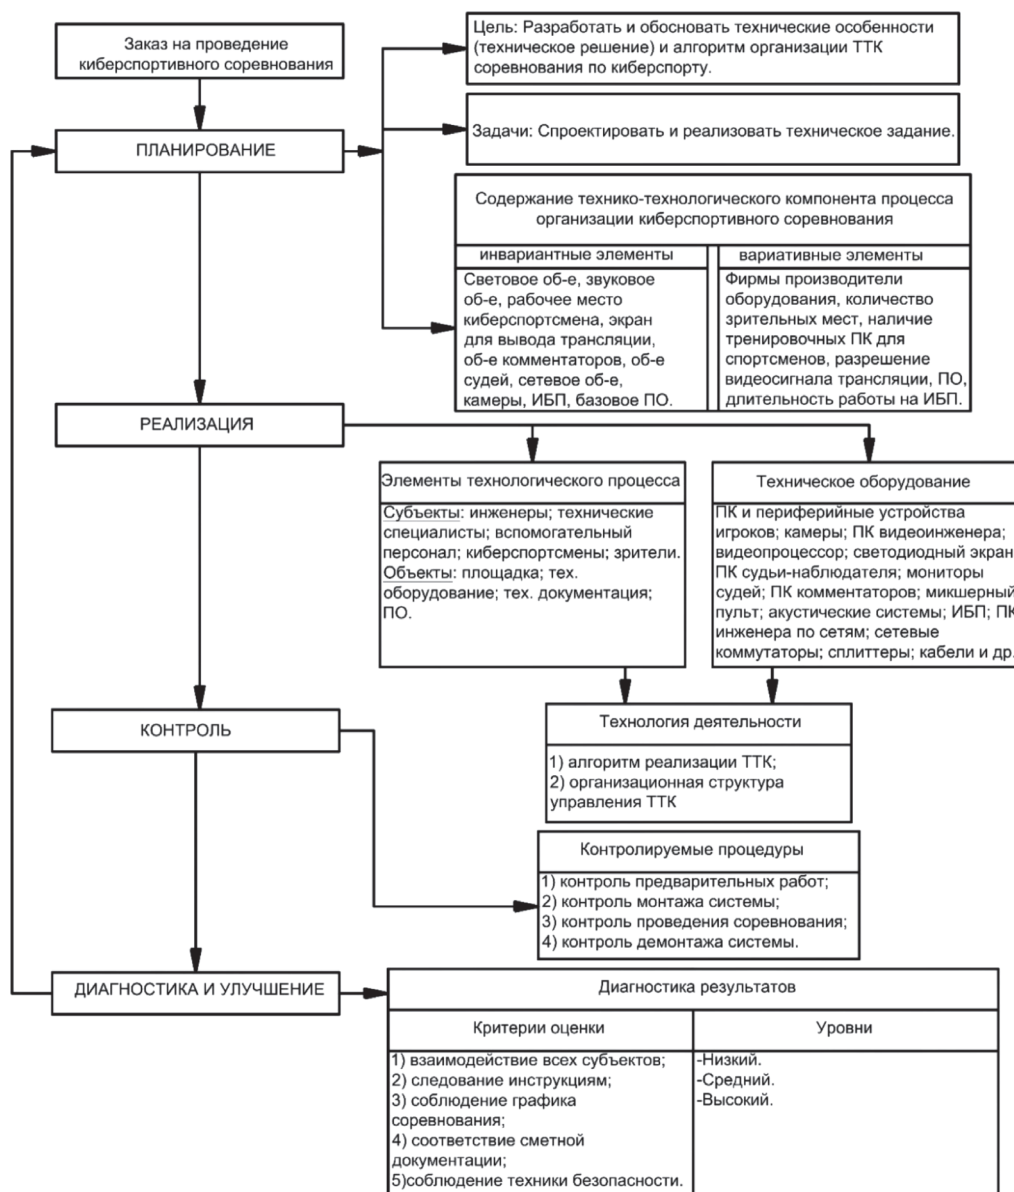 Заказ на проведение
киберспортивного соревнования
Цель: Разработать и обосновать технические особенности
(техническое решение) и алгоритм организации ТТК
соревнования по киберспорту.
ПЛАНИРОВАНИЕ
Задачи: Спроектировать и реализовать техническое задание.
Содержание технико-технологического компонента процесса
организации киберспортивного соревнования
инвариантные элементы
Световое об-е, звуковое
об-е, рабочее место
киберспортсмена, экран
для вывода трансляции,
об-е комментаторов, об-е
судей, сетевое об-е,
камеры, ИБП, базовое ПО.
вариативные элементы
Фирмы производители
оборудования, количество
зрительных мест, наличие
тренировочных ПК для
спортсменов, разрешение
видеосигнала трансляции, ПО,
длительность работы на ИБП.
РЕАЛИЗАЦИЯ
Элементы технологического процесса
Субъекты: инженеры; технические
специалисты; вспомогательный
персонал; киберспортсмены; зрители.
Объекты: площадка; тех.
оборудование; тех. документация;
ПО.
Техническое оборудование
ПК и периферийные устройства
игроков; камеры; ПК видеоинженера;
видеопроцессор; светодиодный экран
ПК судьи-наблюдателя; мониторы
судей; ПК комментаторов; микшерный
пульт; акустические системы; ИБП; ПК
инженера по сетям; сетевые
коммутаторы; сплиттеры; кабели и др.
КОНТРОЛЬ
Технология деятельности
1) алгоритм реализации ТТК;
2) организационная структура
управления ТТК
Контролируемые процедуры
1) контроль предварительных работ;
2) контроль монтажа системы;
3) контроль проведения соревнования;
4) контроль демонтажа системы.
ДИАГНОСТИКА И УЛУЧШЕНИЕ
Диагностика результатов
Критерии оценки
1) взаимодействие всех субъектов;
2) следование инструкциям;
3) соблюдение графика
соревнования;
4) соответствие сметной
документации;
5)соблюдение техники безопасности.
Уровни
-Низкий.
-Средний.
-Высокий.